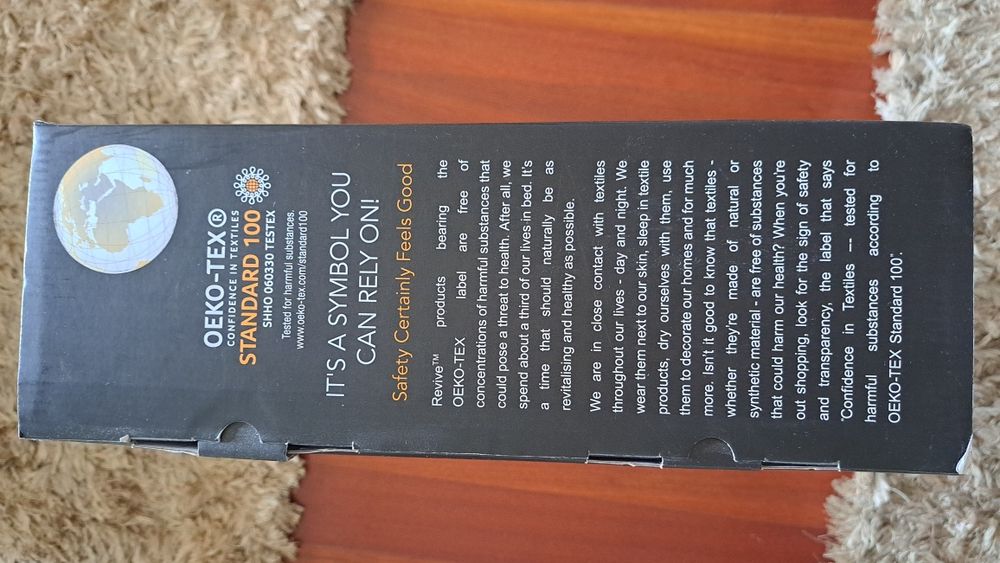 OEKO-TEX®
CONFIDENCE IN TEXTILES
STANDARD 100
SHHO 060330 TESTEX
Tested for harmful substances.
www.oeko-tex.com/standard100
IT'S A SYMBOL YOU
CAN RELY ON!
Safety Certainly Feels Good
Revive™ products bearing the
OEKO-TEX label are free of
concentrations of harmful substances that
could pose a threat to health. After all, we
spend about a third of our lives in bed. It's
a time that should naturally be as
revitalising and healthy as possible.
We are in close contact with textiles
throughout our lives - day and night. We
wear them next to our skin, sleep in textile
products, dry ourselves with them, use
them to decorate our homes and for much
more. Isn't it good to know that textiles -
whether they're made of natural or
synthetic material - are free of substances
that could harm our health? When you're
out shopping, look for the sign of safety
and transparency, the label that says
"Confidence in Textiles --- tested for
harmful substances according to
OEKO-TEX Standard 100."